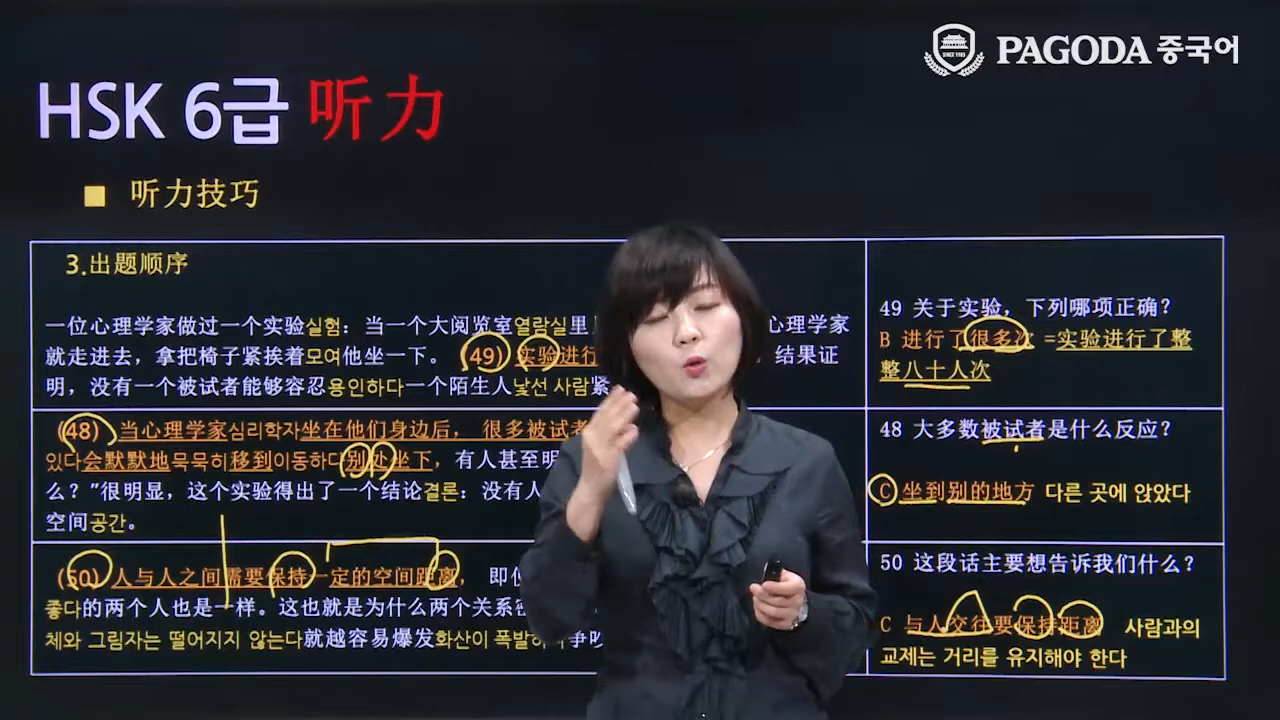 SINCE 1983
PAGODA 중국어
HSK 6급 听力
■ 听力技巧
3.出题顺序
一位心理学家做过一个实验실험：当一个大阅览室열람실里 心理学家
就走进去，拿把椅子紧挨着모여他坐一下。 (49) 实验进行 。结果证
明，没有一个被试者能够容忍용인하다一个陌生人낯선 사람紧
(48) 当心理学家심리학자坐在他们身边后， 很多被试者
있다会默默地묵묵히移到이동하다别处坐下，有人甚至明
么？"很明显，这个实验得出了一个结论결론：没有人
空间공간。
(50) 人与人之间需要保持一定的空间距离， 即使
좋다的两个人也是一样。这也就是为什么两个关系密
体와 그림자는 떨어지지 않는다就越容易爆发화산이 폭발하 争吵
49 关于实验，下列哪项正确？
B 进行了很多次 =实验进行了整
整八十人次
48 大多数被试者是什么反应？
C 坐到别的地方 다른 곳에 앉았다
50 这段话主要想告诉我们什么？
C 与人交往要保持距离 사람과의
교제는 거리를 유지해야 한다